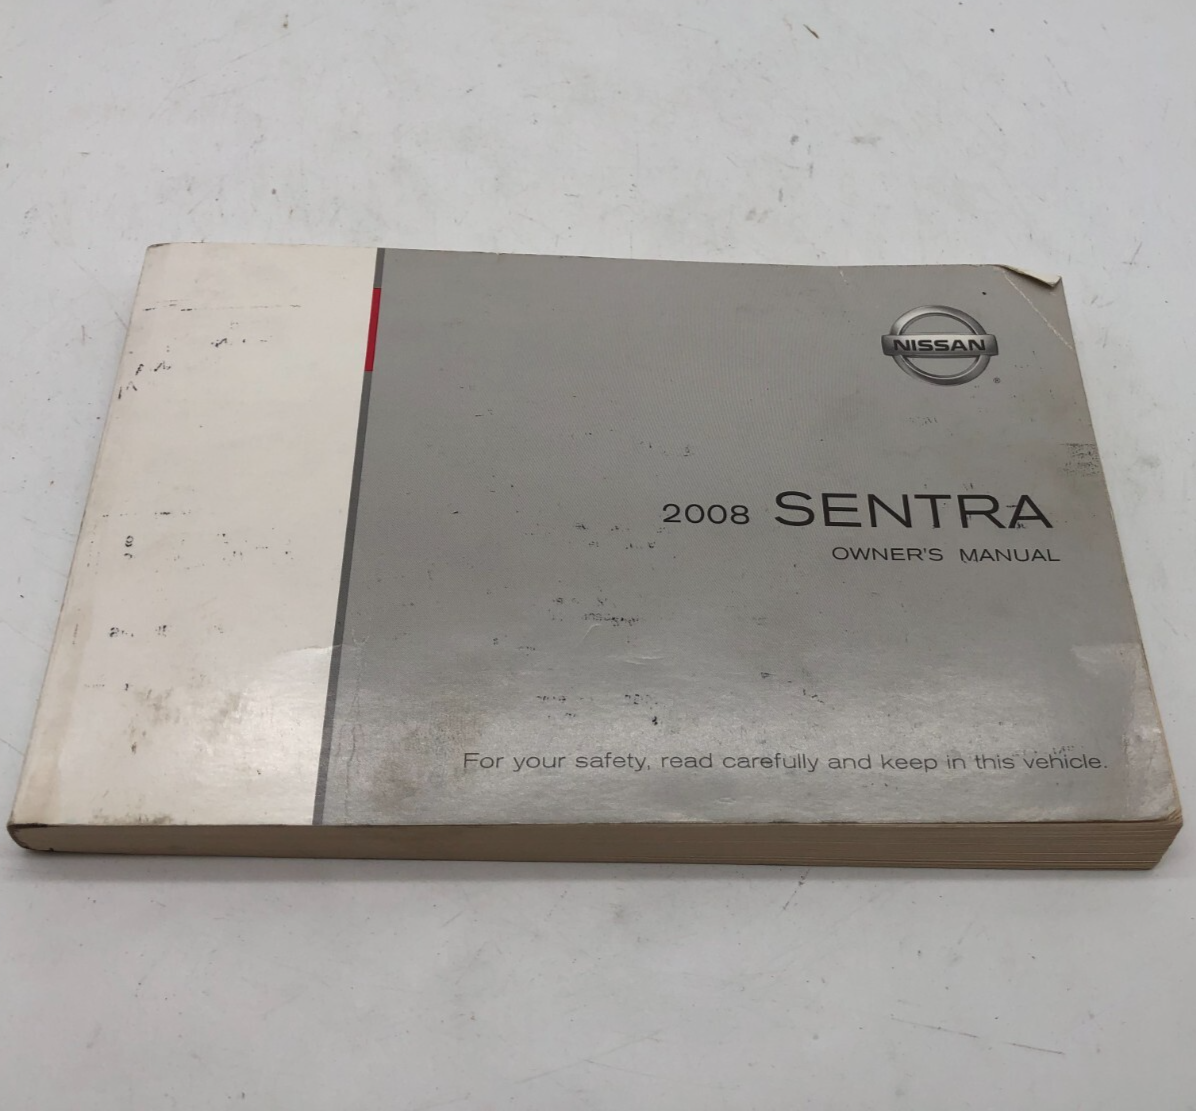 NISSAN
2008 SENTRA
OWNER'S MANUAL
For your safety, read carefully and keep in this vehicle.